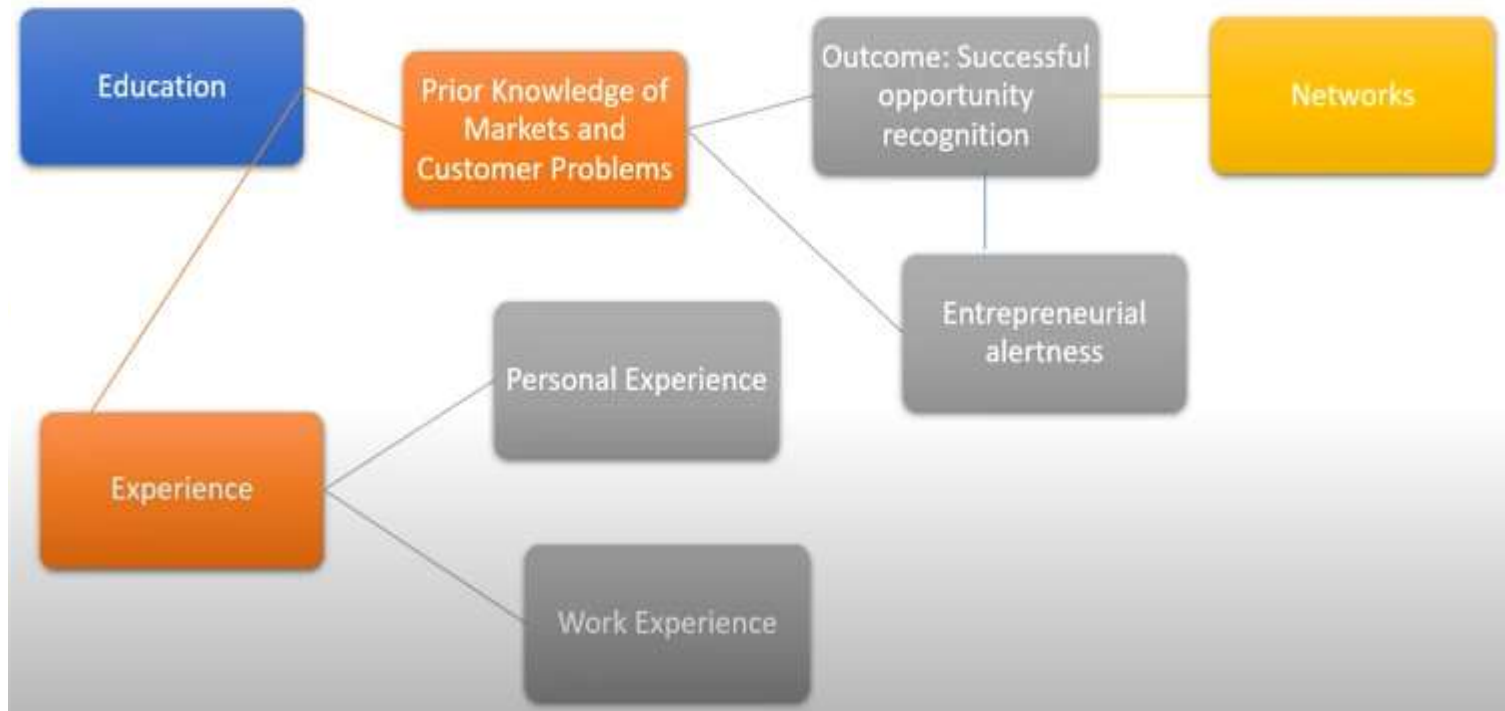 Education
Prior Knowledge of
Markets and
Customer Problems
Outcome: Successful
opportunity
recognition
Networks
Entrepreneurial
alertness
Personal Experience
Experience
Work Experience